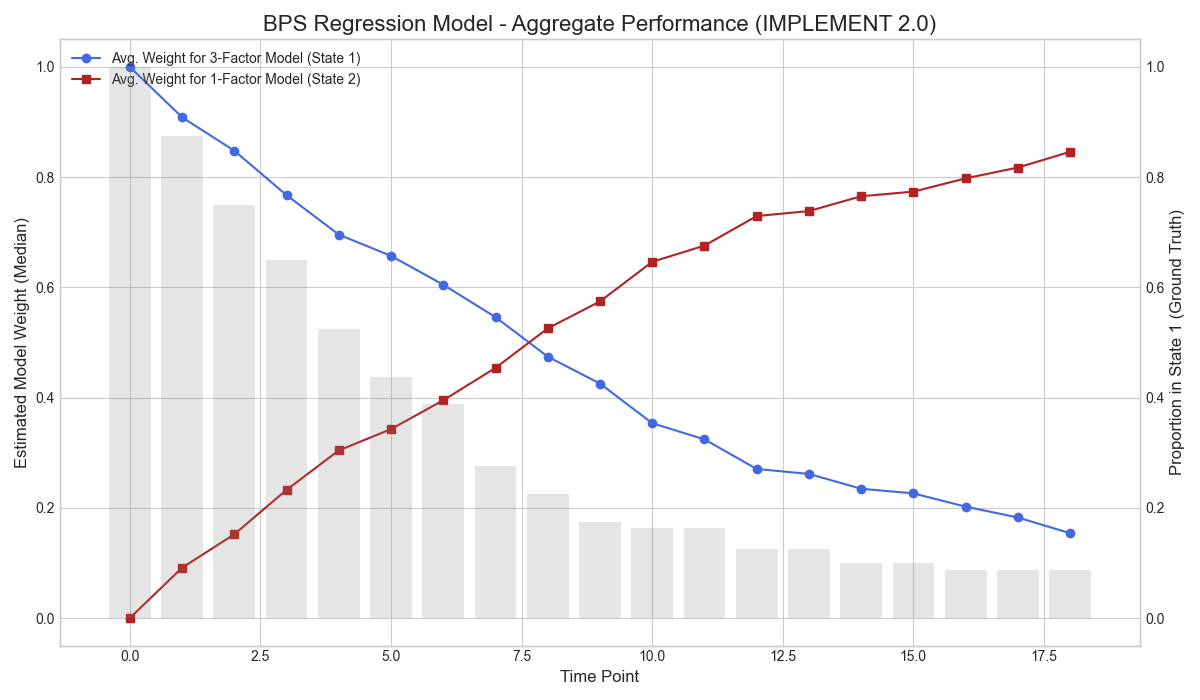 BPS Regression Model - Aggregate Performance (IMPLEMENT 2.0)
Avg. Weight for 3-Factor Model (State 1)
Avg. Weight for 1-Factor Model (State 2)
Estimated Model Weight (Median)
1.0
0.8
0.6
0.4
0.2
0.0
1.0
0.8
0.6
0.4
0.2
0.0
Proportion in State 1 (Ground Truth)
0.0 2.5 5.0 7.5 10.0 12.5 15.0 17.5
Time Point